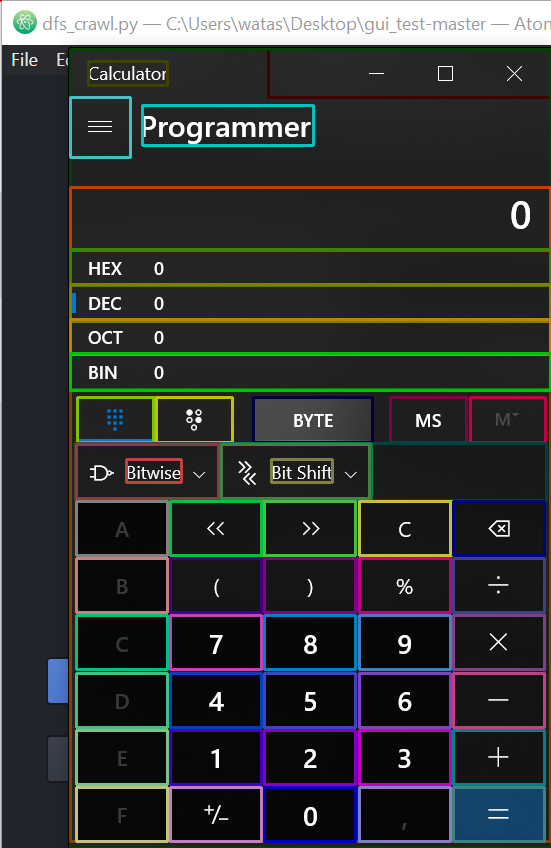 dfs_crawl.py — C:\Users\watas\Desktop\gui_test-master — Atom
File
Calculator
Programmer
0
HEX 0
DEC 0
OCT 0
BIN 0
BYTE MS M
Bitwise Bit Shift
A << >> C
B ( ) % ÷
C 7 8 9 ×
D 4 5 6 −
E 1 2 3 +
F +/− 0 , =